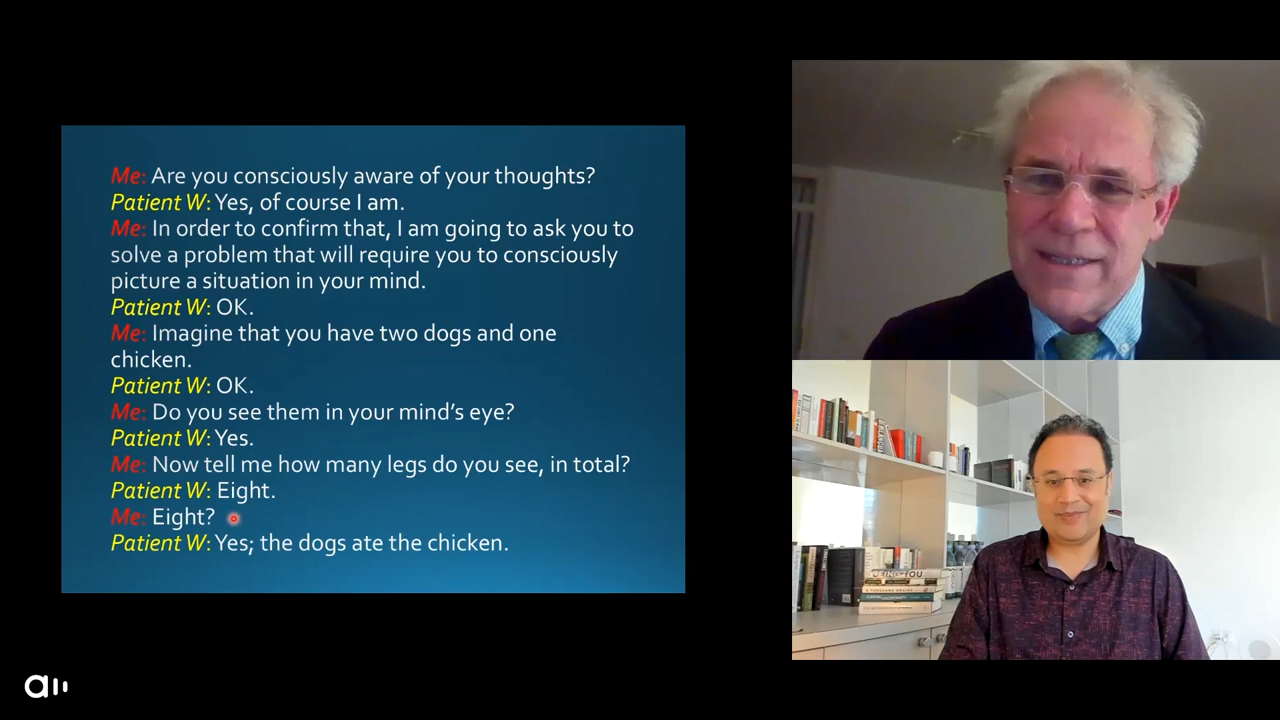 Me: Are you consciously aware of your thoughts?
Patient W: Yes, of course I am.
Me: In order to confirm that, I am going to ask you to
solve a problem that will require you to consciously
picture a situation in your mind.
Patient W: OK.
Me: Imagine that you have two dogs and one
chicken.
Patient W: OK.
Me: Do you see them in your mind’s eye?
Patient W: Yes.
Me: Now tell me how many legs do you see, in total?
Patient W: Eight.
Me: Eight?
Patient W: Yes; the dogs ate the chicken.